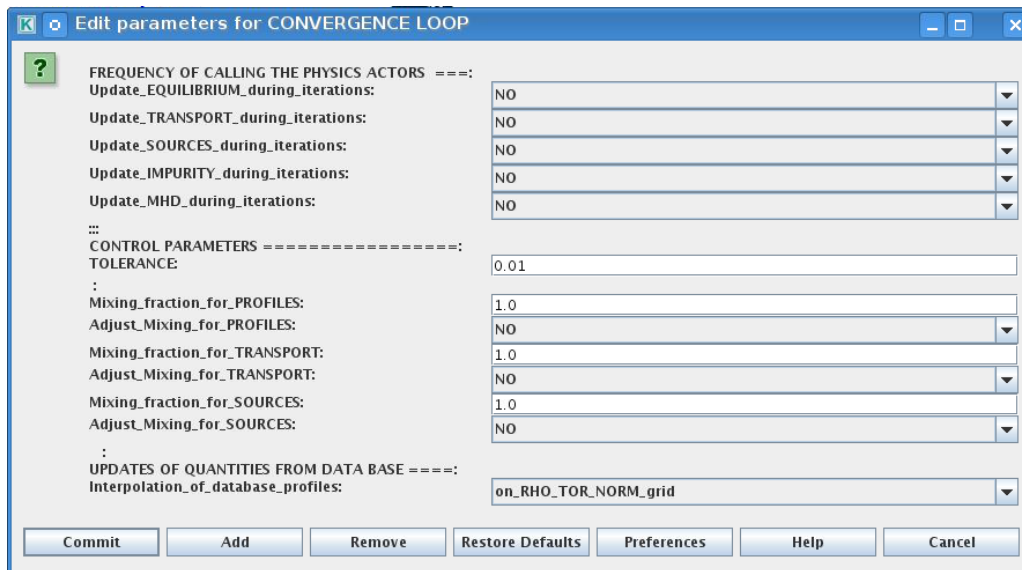 Edit parameters for CONVERGENCE LOOP
?
FREQUENCY OF CALLING THE PHYSICS ACTORS ===:
Update_EQUILIBRIUM_during_iterations: NO
Update_TRANSPORT_during_iterations: NO
Update_SOURCES_during_iterations: NO
Update_IMPURITY_during_iterations: NO
Update_MHD_during_iterations: NO
:::
CONTROL PARAMETERS =================:
TOLERANCE: 0.01
:
Mixing_fraction_for_PROFILES: 1.0
Adjust_Mixing_for_PROFILES: NO
Mixing_fraction_for_TRANSPORT: 1.0
Adjust_Mixing_for_TRANSPORT: NO
Mixing_fraction_for_SOURCES: 1.0
Adjust_Mixing_for_SOURCES: NO
:
UPDATES OF QUANTITIES FROM DATA BASE ====:
Interpolation_of_database_profiles: on_RHO_TOR_NORM_grid
Commit Add Remove Restore Defaults Preferences Help Cancel